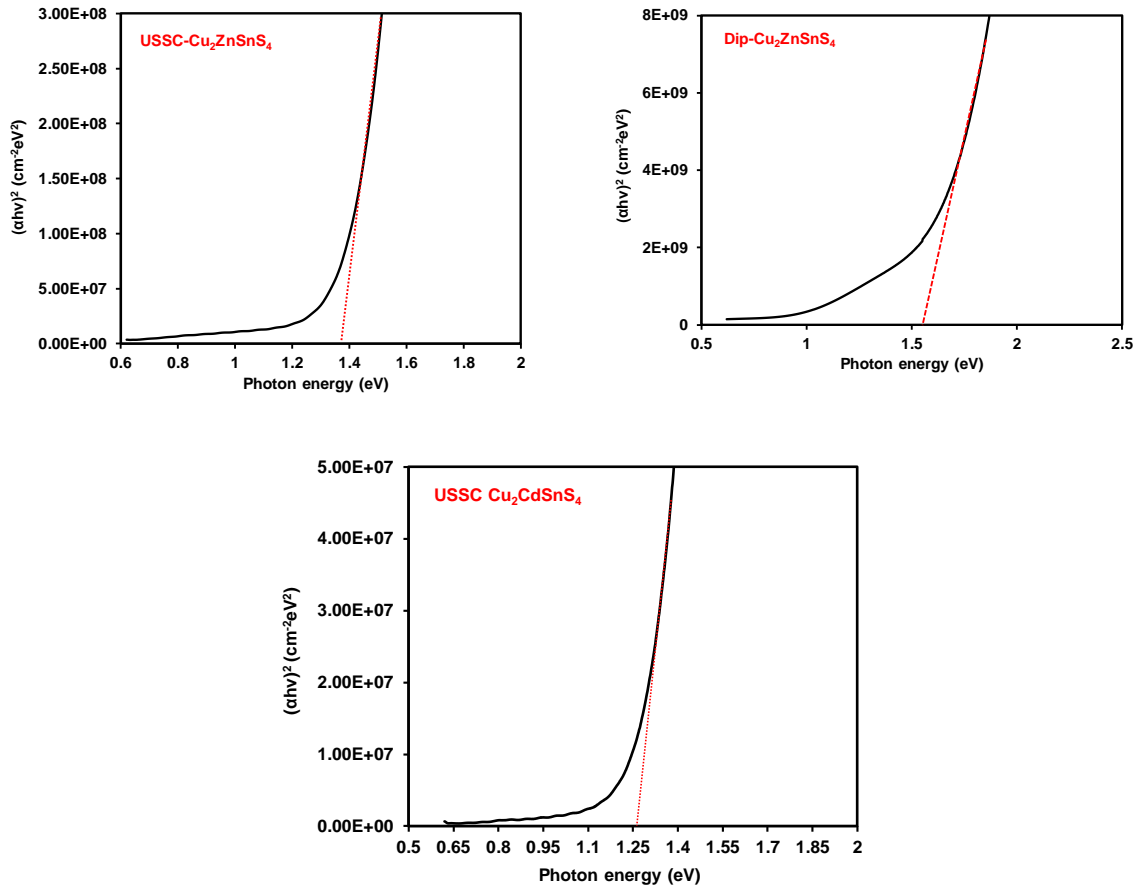 USSC-Cu₂ZnSnS₄
(αhν)² (cm⁻²eV²)
3.00E+08
2.50E+08
2.00E+08
1.50E+08
1.00E+08
5.00E+07
0.00E+00
0.6 0.8 1 1.2 1.4 1.6 1.8 2
Photon energy (eV)
Dip-Cu₂ZnSnS₄
(αhν)² (cm⁻²eV²)
8E+09
6E+09
4E+09
2E+09
0
0.5 1 1.5 2 2.5
Photon energy (eV)
USSC Cu₂CdSnS₄
(αhν)² (cm⁻²eV²)
5.00E+07
4.00E+07
3.00E+07
2.00E+07
1.00E+07
0.00E+00
0.5 0.65 0.8 0.95 1.1 1.25 1.4 1.55 1.7 1.85 2
Photon energy (eV)